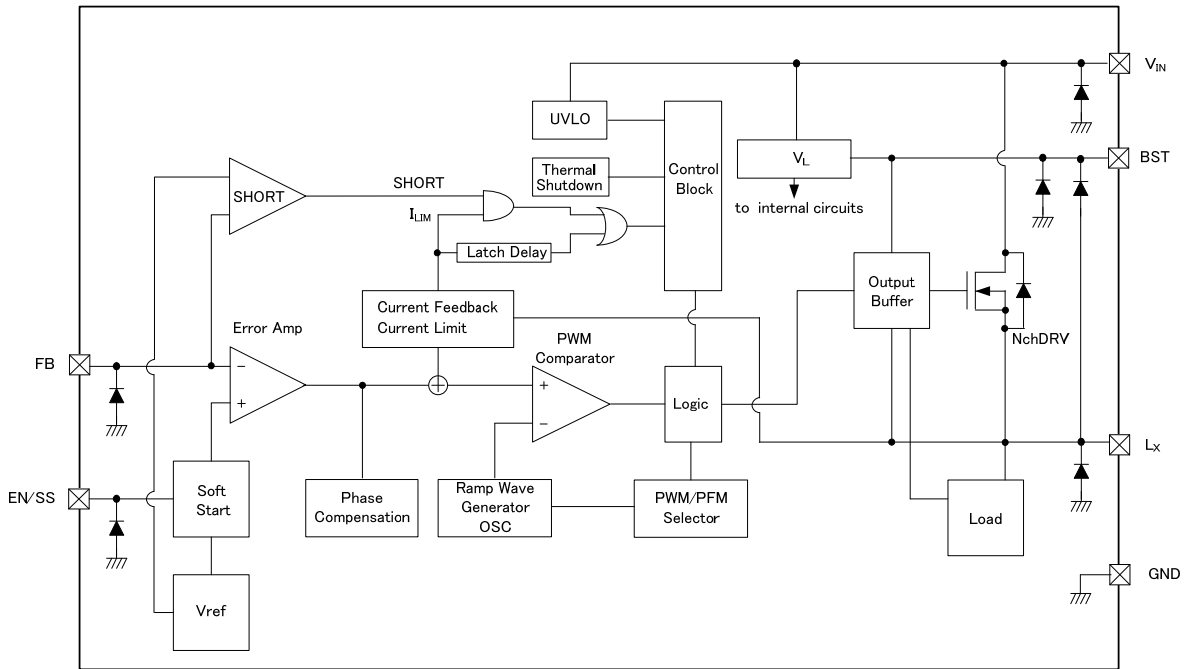 V_IN
UVLO
BST
V_L
Control
Block
Thermal
Shutdown
SHORT
SHORT
to internal circuits
I_LIM
Latch Delay
Output
Buffer
Current Feedback
Current Limit
Error Amp
PWM
Comparator
NchDRV
FB
-
+
+
-
+
Logic
L_X
EN/SS
Soft
Start
Phase
Compensation
Ramp Wave
Generator
OSC
PWM/PFM
Selector
Load
GND
Vref